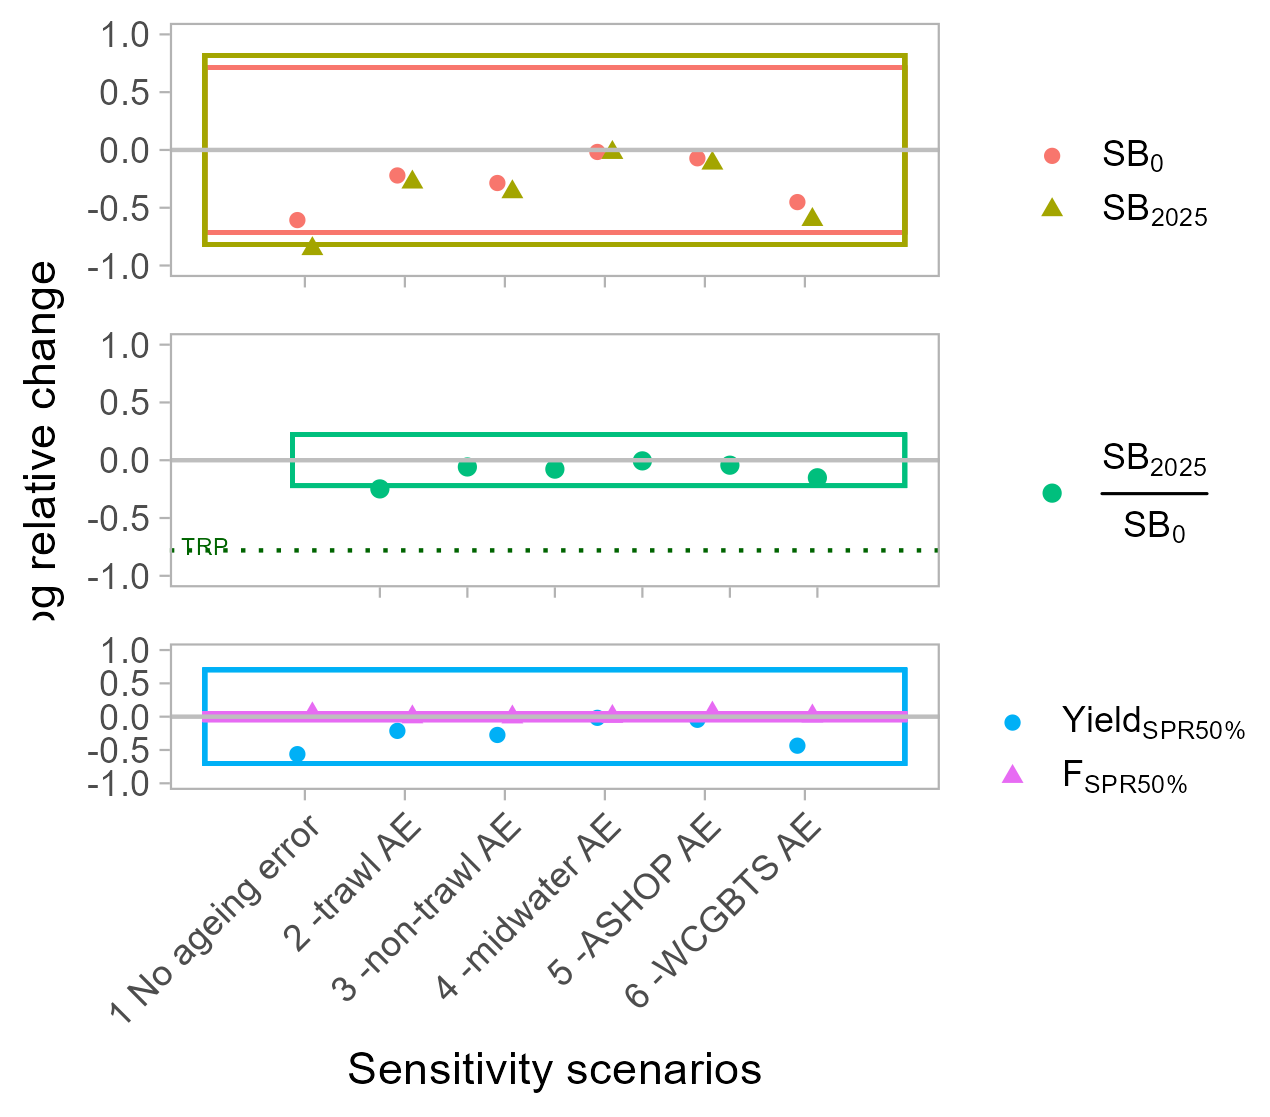 1.0
0.5
0.0
-0.5
-1.0
SB0
SB2025
1.0
0.5
0.0
-0.5
-1.0
TRP
SB2025
SB0
1.0
0.5
0.0
-0.5
-1.0
YieldSPR50%
FSPR50%
og relative change
1 No ageing error
2 -trawl AE
3 -non-trawl AE
4 -midwater AE
5 -ASHOP AE
6 -WCGBTS AE
Sensitivity scenarios